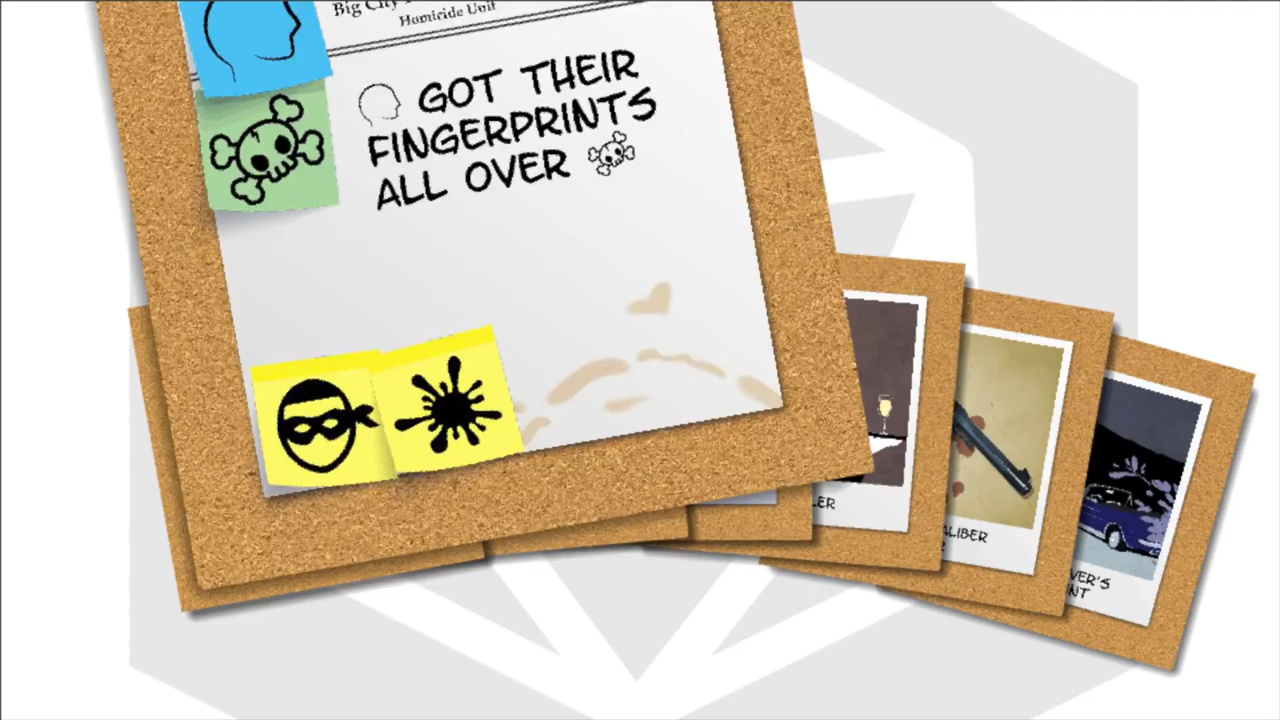 Big City
Homicide Unit
GOT THEIR
FINGERPRINTS
ALL OVER
LER
ALIBER
VER'S
NT